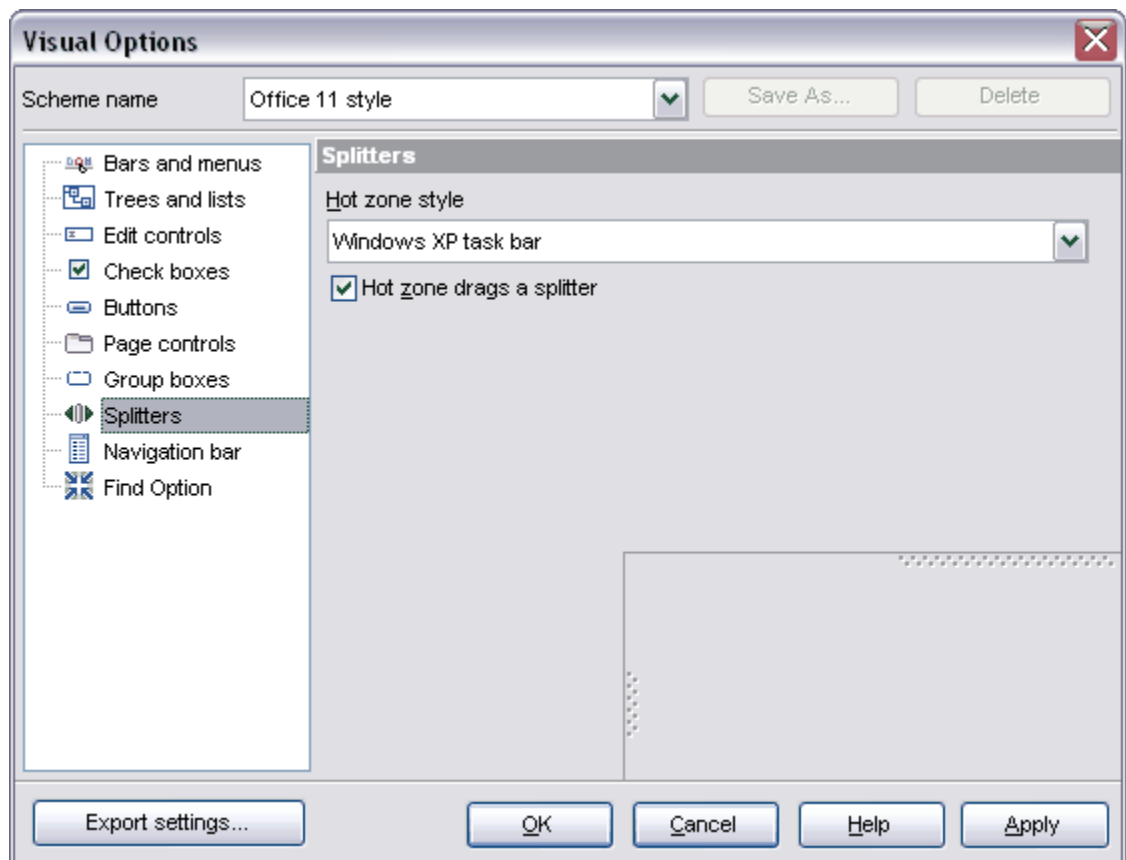 Visual Options
Scheme name
Office 11 style
Save As...
Delete
Bars and menus
Trees and lists
Edit controls
Check boxes
Buttons
Page controls
Group boxes
Splitters
Navigation bar
Find Option
Splitters
Hot zone style
Windows XP task bar
Hot zone drags a splitter
Export settings...
OK
Cancel
Help
Apply